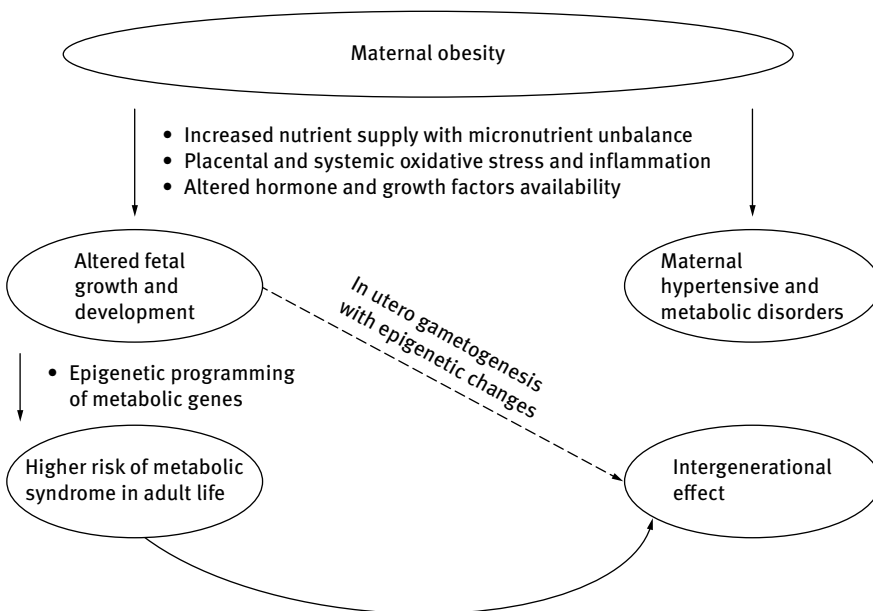 Maternal obesity
• Increased nutrient supply with micronutrient unbalance
• Placental and systemic oxidative stress and inflammation
• Altered hormone and growth factors availability
Altered fetal
growth and
development
In utero gametogenesis
with epigenetic changes
Maternal
hypertensive and
metabolic disorders
• Epigenetic programming
of metabolic genes
Higher risk of metabolic
syndrome in adult life
Intergenerational
effect